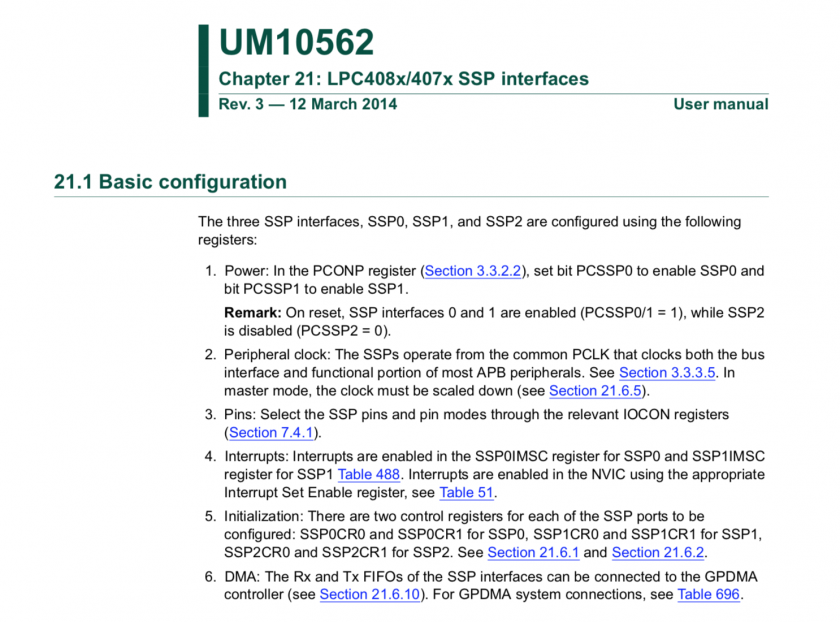 UM10562
Chapter 21: LPC408x/407x SSP interfaces
Rev. 3 — 12 March 2014 User manual
21.1 Basic configuration
The three SSP interfaces, SSP0, SSP1, and SSP2 are configured using the following
registers:
1. Power: In the PCONP register (Section 3.3.2.2), set bit PCSSP0 to enable SSP0 and
bit PCSSP1 to enable SSP1.
Remark: On reset, SSP interfaces 0 and 1 are enabled (PCSSP0/1 = 1), while SSP2
is disabled (PCSSP2 = 0).
2. Peripheral clock: The SSPs operate from the common PCLK that clocks both the bus
interface and functional portion of most APB peripherals. See Section 3.3.3.5. In
master mode, the clock must be scaled down (see Section 21.6.5).
3. Pins: Select the SSP pins and pin modes through the relevant IOCON registers
(Section 7.4.1).
4. Interrupts: Interrupts are enabled in the SSP0IMSC register for SSP0 and SSP1IMSC
register for SSP1 Table 488. Interrupts are enabled in the NVIC using the appropriate
Interrupt Set Enable register, see Table 51.
5. Initialization: There are two control registers for each of the SSP ports to be
configured: SSP0CR0 and SSP0CR1 for SSP0, SSP1CR0 and SSP1CR1 for SSP1,
SSP2CR0 and SSP2CR1 for SSP2. See Section 21.6.1 and Section 21.6.2.
6. DMA: The Rx and Tx FIFOs of the SSP interfaces can be connected to the GPDMA
controller (see Section 21.6.10). For GPDMA system connections, see Table 696.